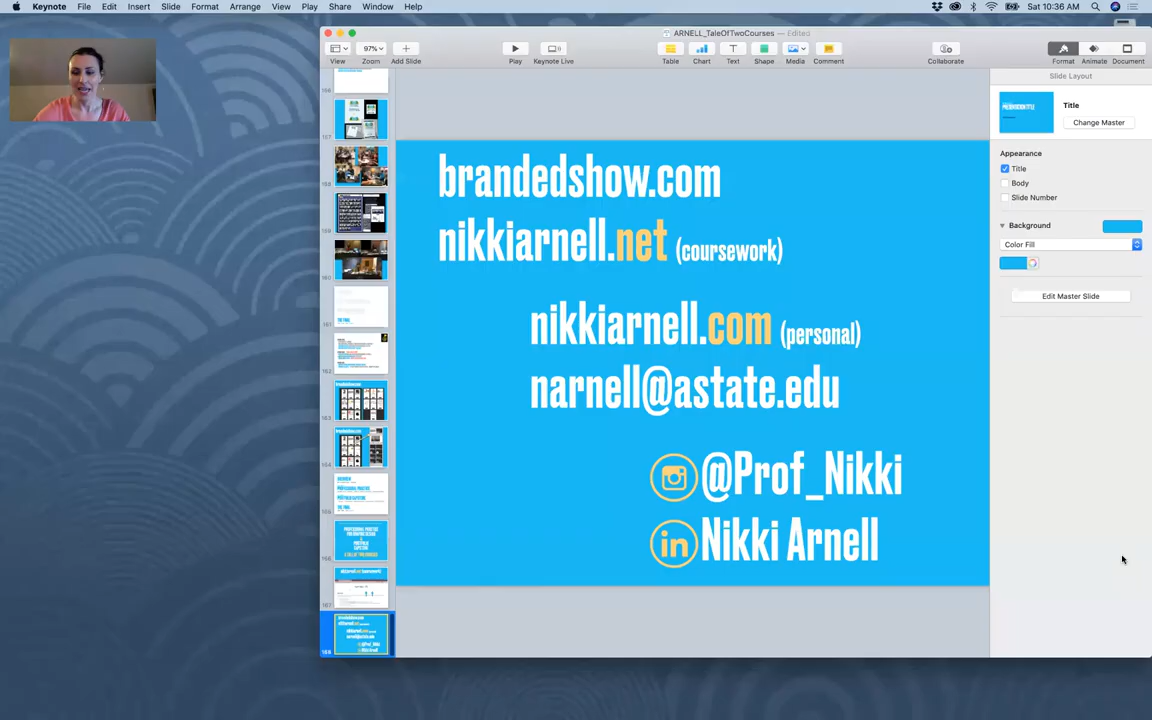 Keynote File Edit Insert Slide Format Arrange View Play Share Window Help
Sat 10:36 AM
ARNELL_TaleOfTwoCourses — Edited
97%
View Zoom Add Slide Play Keynote Live Table Chart Text Shape Media Comment Collaborate Format Animate Document
Slide Layout
Title
Change Master
Appearance
Title
Body
Slide Number
Background
Color Fill
Edit Master Slide
brandedshow.com
nikkiarnell.net (coursework)
nikkiarnell.com (personal)
narnell@astate.edu
@Prof_Nikki
in Nikki Arnell